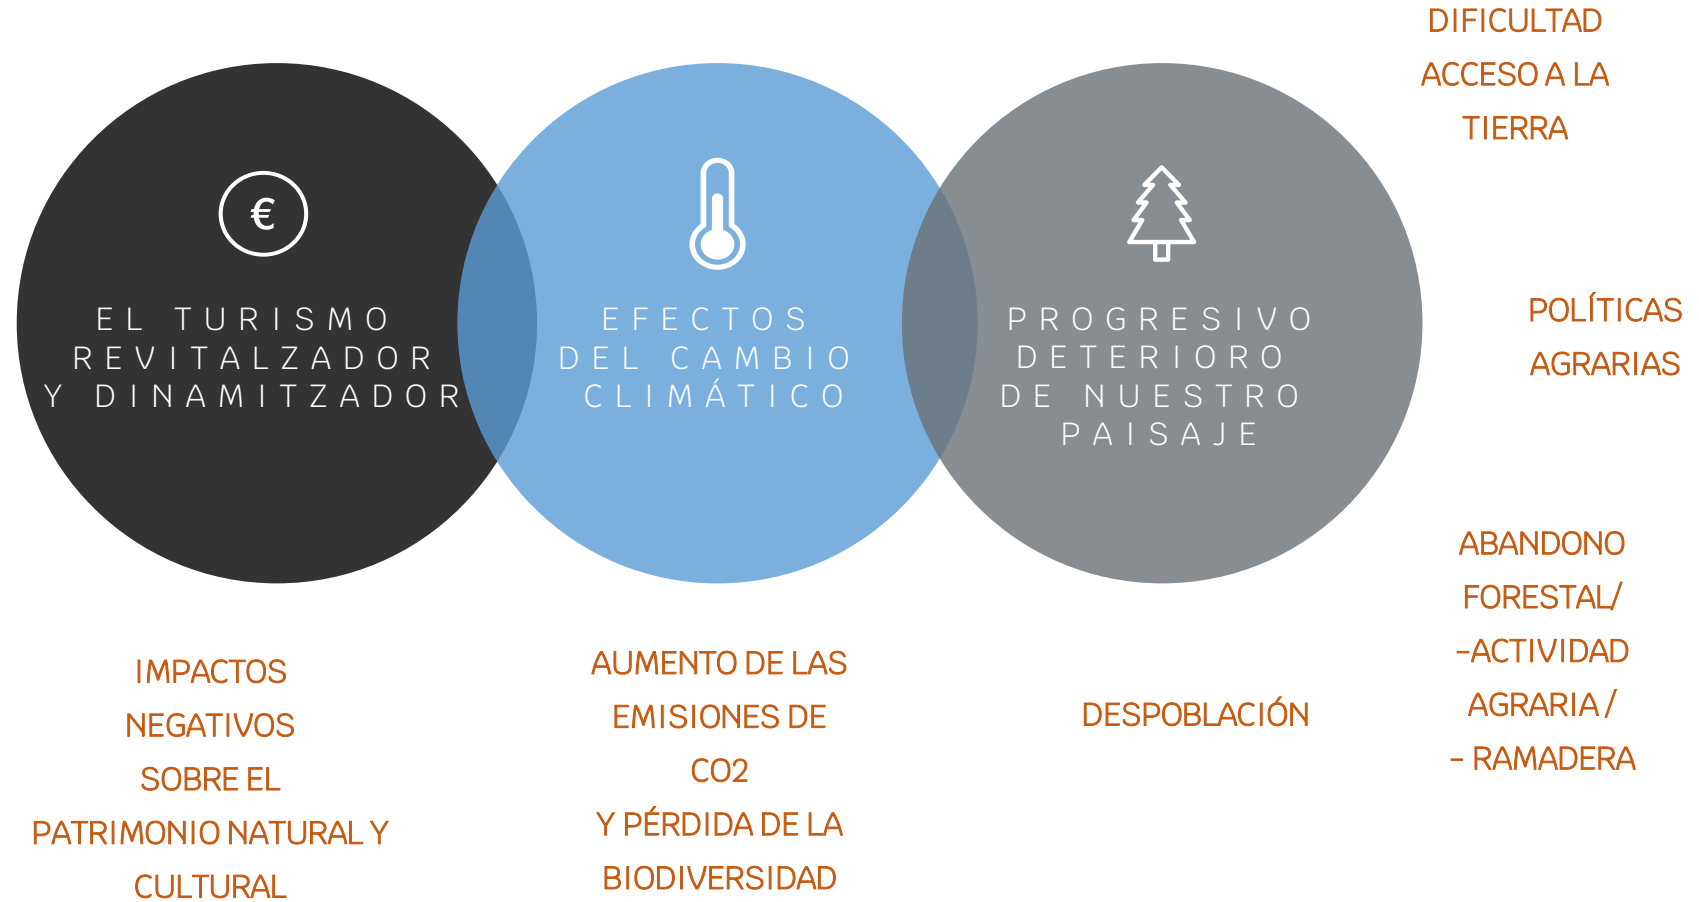 €
EL TURISMO
REVITALZADOR
Y DINAMITZADOR
EFECTOS
DEL CAMBIO
CLIMÁTICO
PROGRESIVO
DETERIORO
DE NUESTRO
PAISAJE
DIFICULTAD
ACCESO A LA
TIERRA
POLÍTICAS
AGRARIAS
ABANDONO
FORESTAL/
-ACTIVIDAD
AGRARIA /
- RAMADERA
IMPACTOS
NEGATIVOS
SOBRE EL
PATRIMONIO NATURAL Y
CULTURAL
AUMENTO DE LAS
EMISIONES DE
CO2
Y PÉRDIDA DE LA
BIODIVERSIDAD
DESPOBLACIÓN